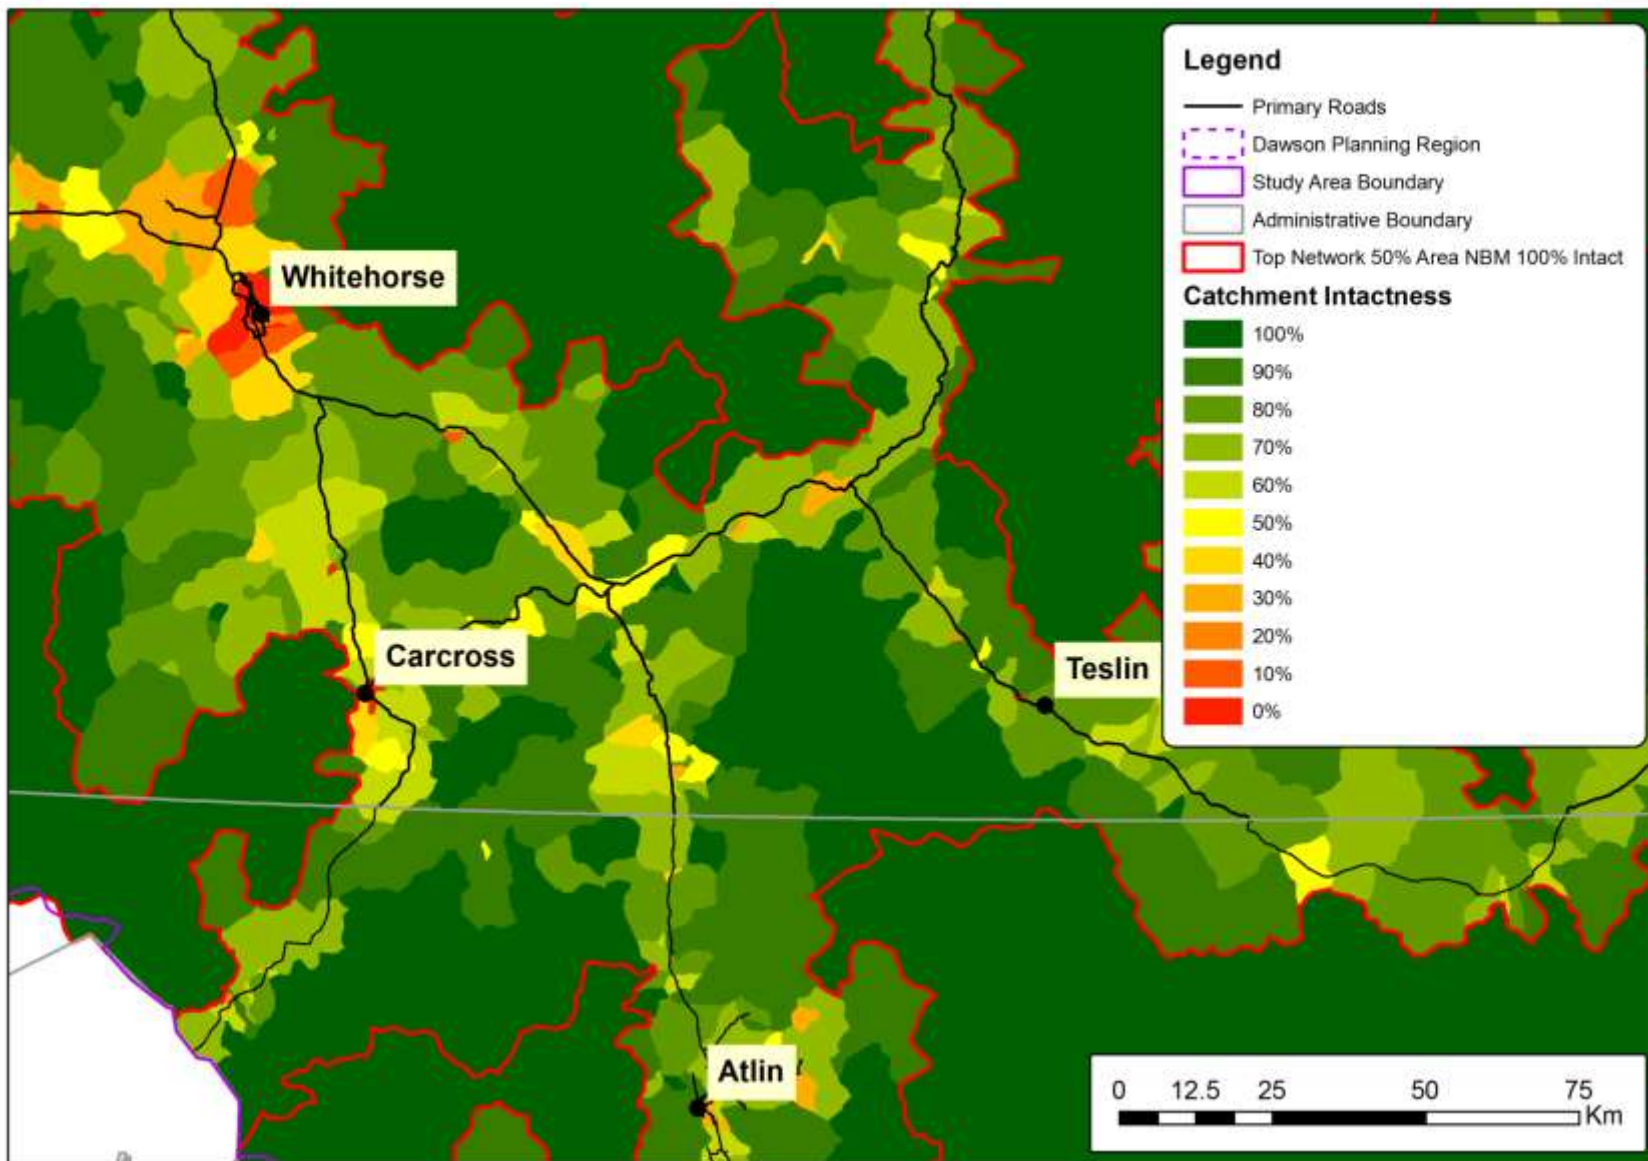 Legend
Primary Roads
Dawson Planning Region
Study Area Boundary
Administrative Boundary
Top Network 50% Area NBM 100% Intact
Catchment Intactness
100%
90%
80%
70%
60%
50%
40%
30%
20%
10%
0%
Whitehorse
Carcross
Teslin
Atlin
0 12.5 25 50 75
Km